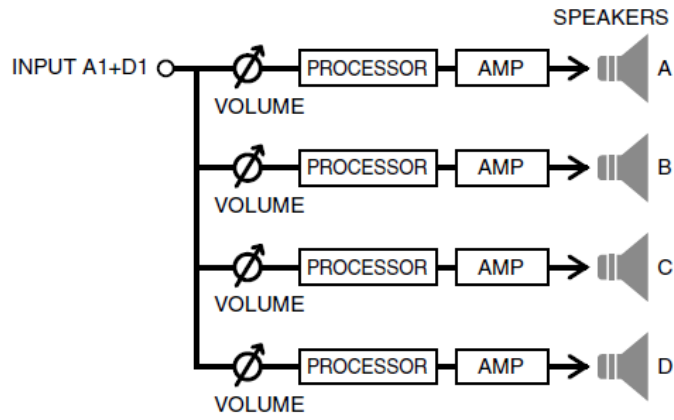 SPEAKERS
INPUT A1+D1
PROCESSOR
AMP
A
VOLUME
PROCESSOR
AMP
B
VOLUME
PROCESSOR
AMP
C
VOLUME
PROCESSOR
AMP
D
VOLUME